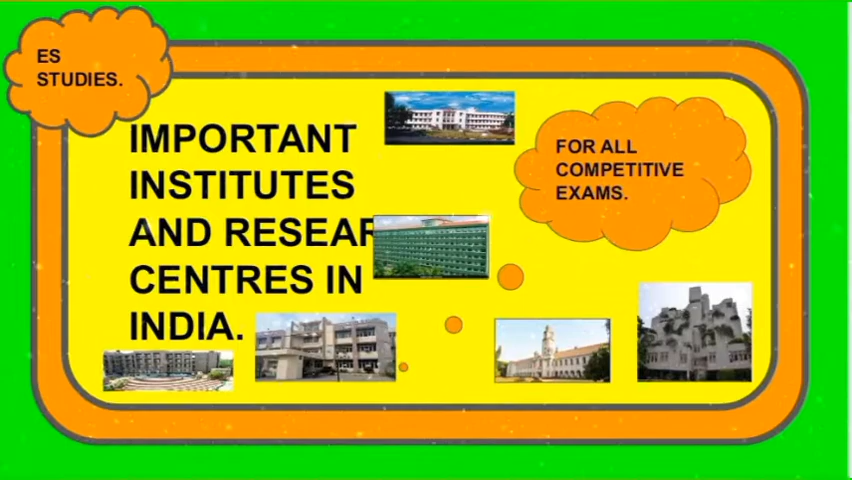 ES
STUDIES.
IMPORTANT
INSTITUTES
AND RESEAR
CENTRES IN
INDIA.
FOR ALL
COMPETITIVE
EXAMS.